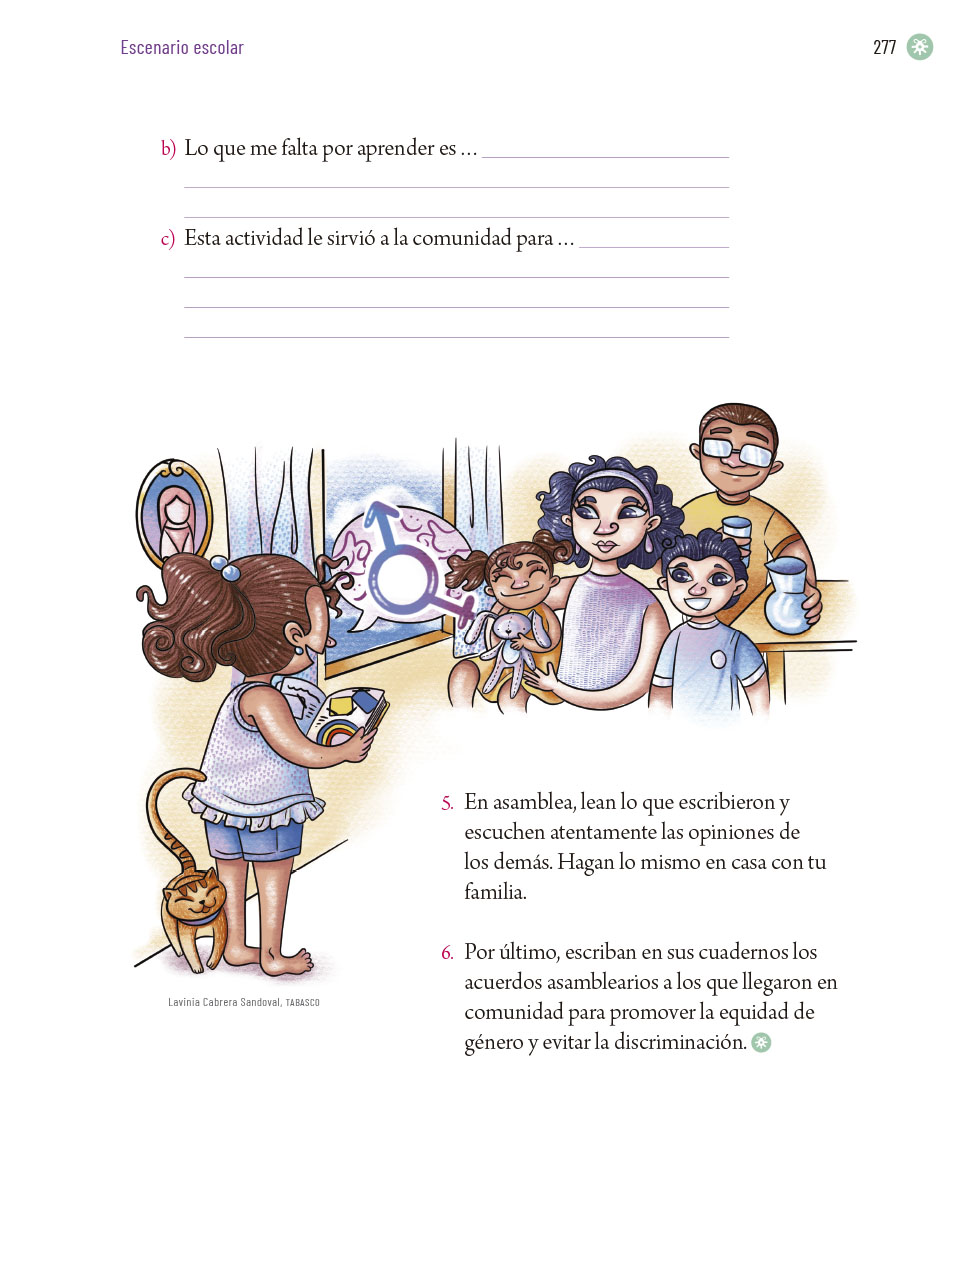 Escenario escolar
277
b) Lo que me falta por aprender es …
c) Esta actividad le sirvió a la comunidad para …
5. En asamblea, lean lo que escribieron y
escuchen atentamente las opiniones de
los demás. Hagan lo mismo en casa con tu
familia.
6. Por último, escriban en sus cuadernos los
acuerdos asamblearios a los que llegaron en
comunidad para promover la equidad de
género y evitar la discriminación.
Lavinia Cabrera Sandoval, TABASCO